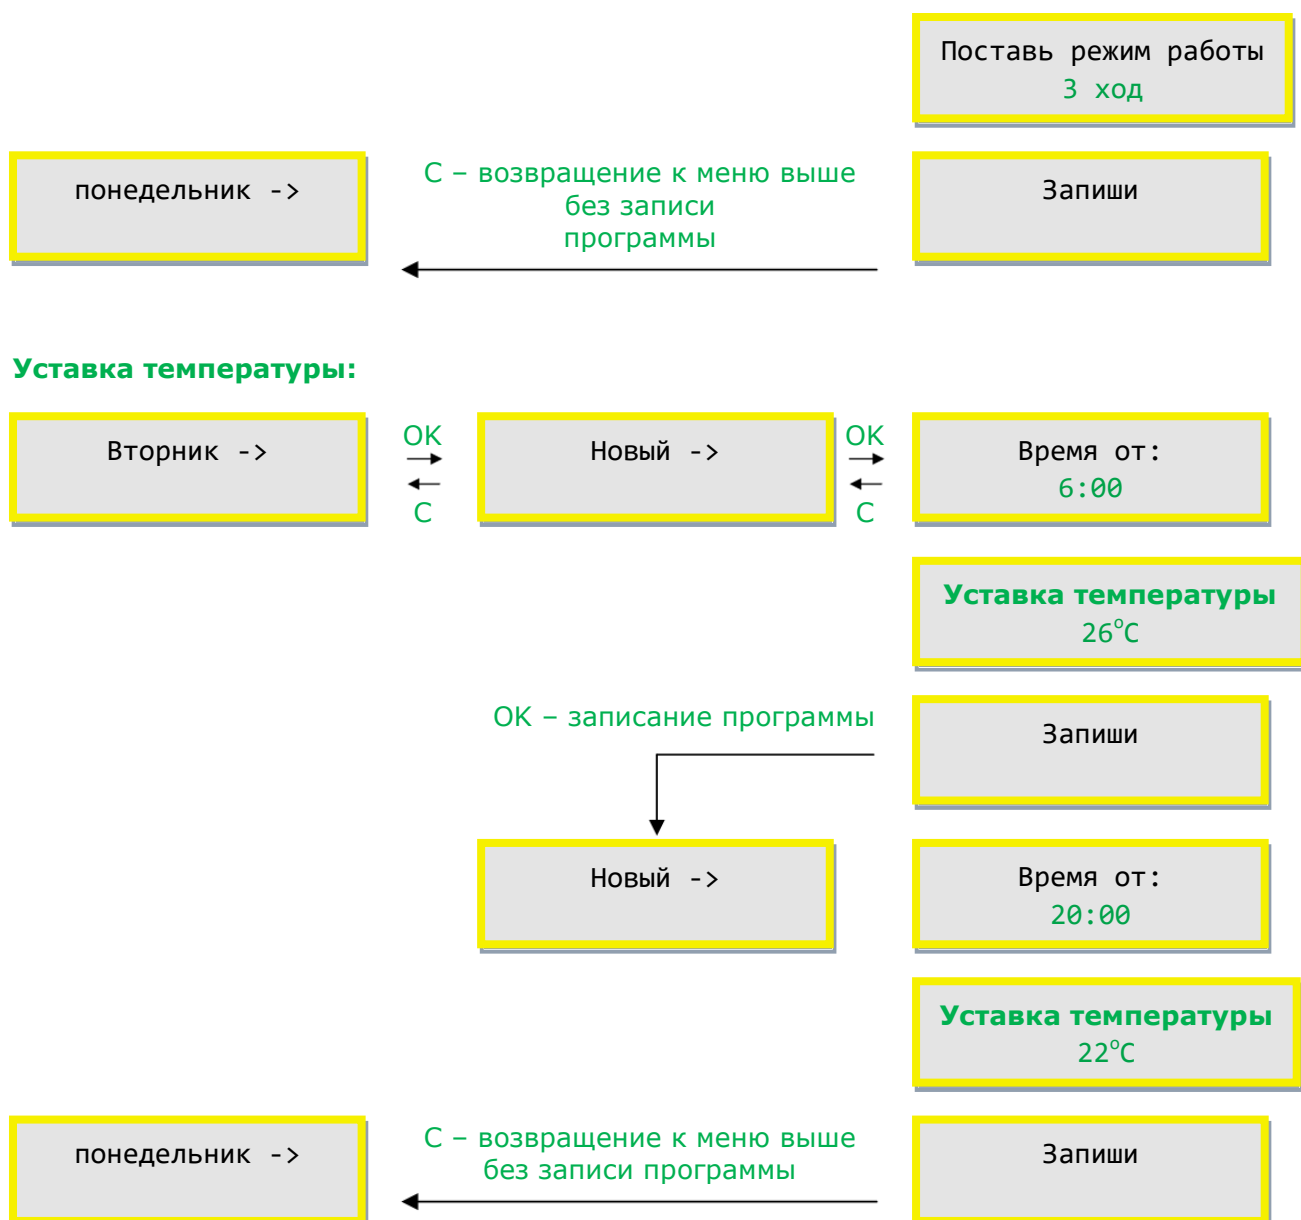 Поставь режим работы
3 ход
понедельник ->
С – возвращение к меню выше
без записи
программы
Запиши
Уставка температуры:
Вторник ->
OK
C
Новый ->
OK
C
Время от:
6:00
Уставка температуры
26°C
OK – записание программы
Запиши
Новый ->
Время от:
20:00
Уставка температуры
22°C
понедельник ->
С – возвращение к меню выше
без записи программы
Запиши